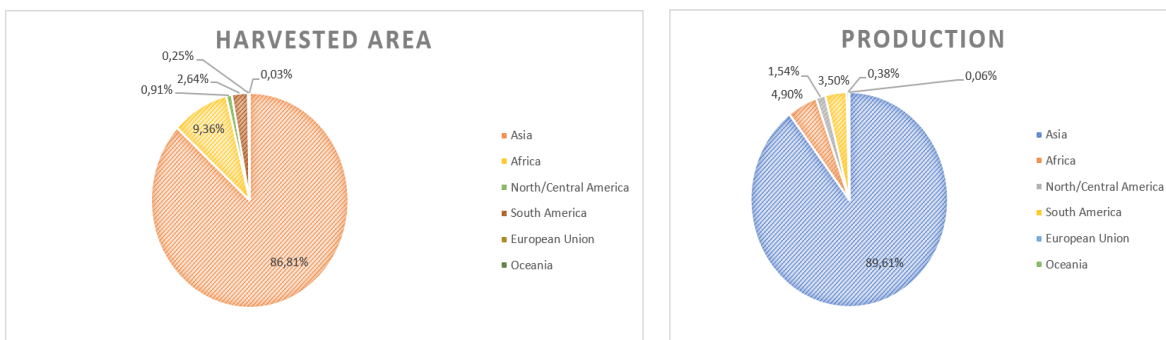 HARVESTED AREA
0,25%
0,03%
2,64%
0,91%
9,36%
86,81%
Asia
Africa
North/Central America
South America
European Union
Oceania
PRODUCTION
1,54%
3,50%
0,38%
0,06%
4,90%
89,61%
Asia
Africa
North/Central America
South America
European Union
Oceania